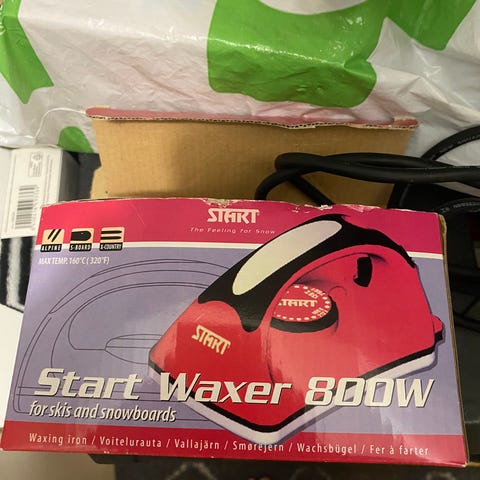 START
The Feeling for Snow
ALPINE S-BOARD X-COUNTRY
MAX TEMP. 160°C (320°F)
START
START
Start Waxer 800W
for skis and snowboards
Waxing iron / Voitelurauta / Vallajärn / Smørejern / Wachsbügel / Fer à farter